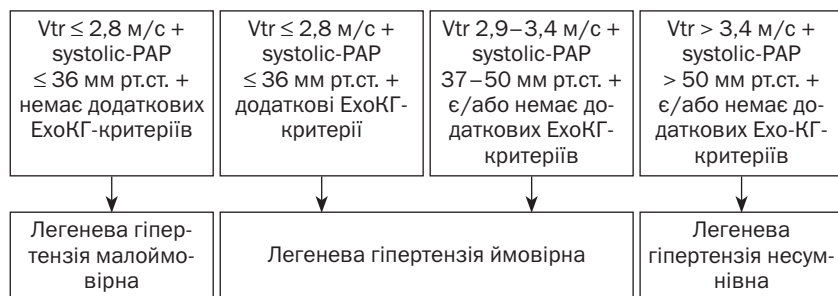 Vtr ≤ 2,8 м/с +
systolic-PAP
≤ 36 мм рт.ст. +
немає додаткових
ЕхоКГ-критеріїв
Vtr ≤ 2,8 м/с +
systolic-PAP
≤ 36 мм рт.ст. +
додаткові ЕхоКГ-
критерії
Vtr 2,9–3,4 м/с +
systolic-PAP
37–50 мм рт.ст. +
є/або немає до-
даткових ЕхоКГ-
критеріїв
Vtr > 3,4 м/с +
systolic-PAP
> 50 мм рт.ст. +
є/або немає до-
даткових Ехо-КГ-
критеріїв
Легенева гіпер-
тензія малоймо-
вірна
Легенева гіпертензія ймовірна
Легенева
гіпертензія несум-
нівна